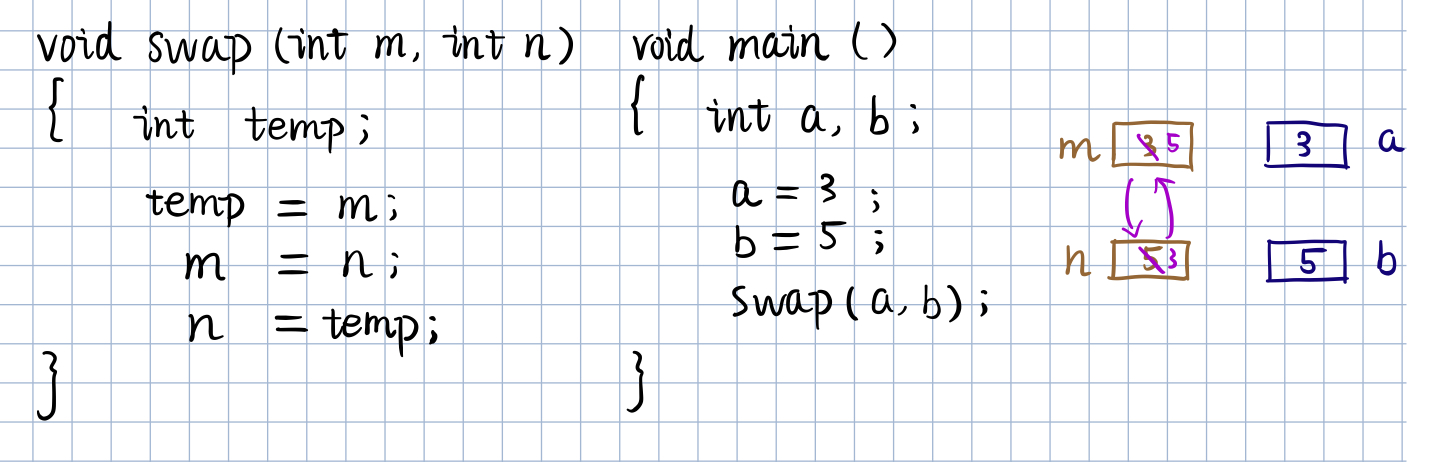 void swap (int m, int n)
{ int temp;
temp = m;
m = n;
n = temp;
}
void main ()
{ int a, b;
a = 3 ;
b = 5 ;
swap(a, b);
}
m 3 5
n 5 3
3 a
5 b